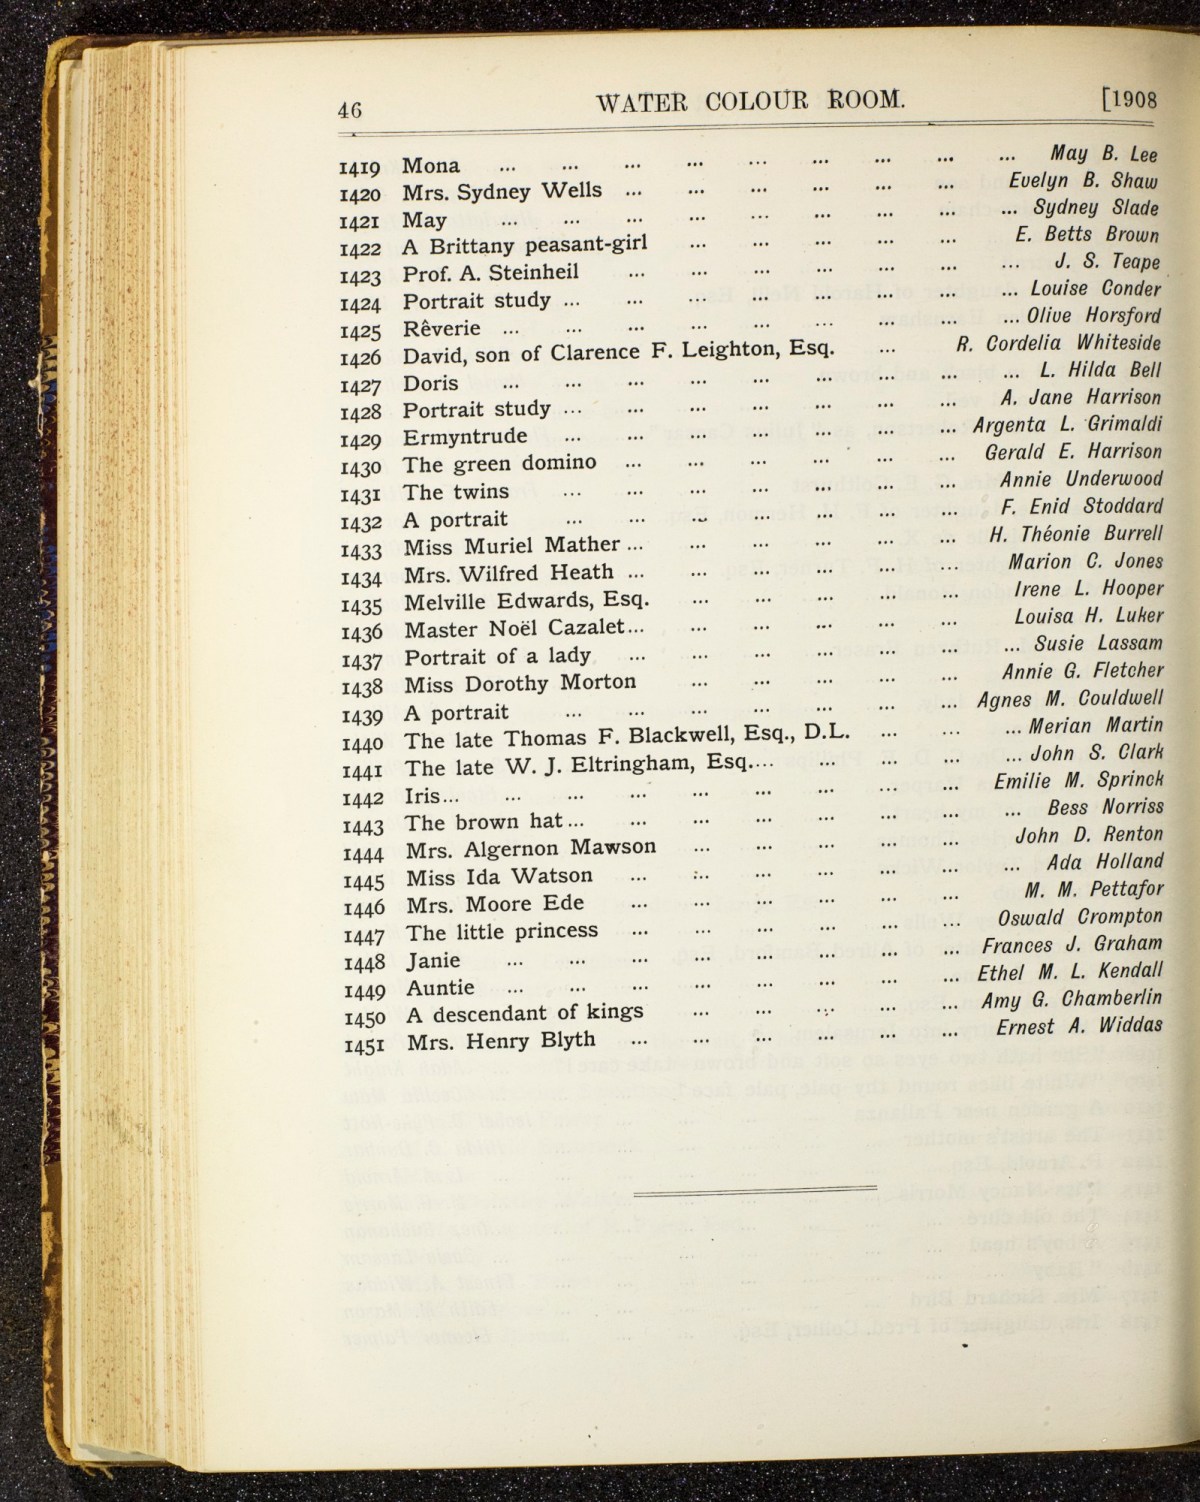 46 WATER COLOUR ROOM. [1908
1419 Mona ... ... ... ... ... ... ... ... ... May B. Lee
1420 Mrs. Sydney Wells ... ... ... ... ... ... Evelyn B. Shaw
1421 May ... ... ... ... ... ... ... ... ... Sydney Slade
1422 A Brittany peasant-girl ... ... ... ... ... E. Betts Brown
1423 Prof. A. Steinheil ... ... ... ... ... ... ... J. S. Teape
1424 Portrait study ... ... ... ... ... ... ... ... Louise Conder
1425 Rêverie ... ... ... ... ... ... ... ... ... Olive Horsford
1426 David, son of Clarence F. Leighton, Esq. ... R. Cordelia Whiteside
1427 Doris ... ... ... ... ... ... ... ... ... L. Hilda Bell
1428 Portrait study ... ... ... ... ... ... ... A. Jane Harrison
1429 Ermyntrude ... ... ... ... ... ... ... Argenta L. Grimaldi
1430 The green domino ... ... ... ... ... ... Gerald E. Harrison
1431 The twins ... ... ... ... ... ... ... Annie Underwood
1432 A portrait ... ... ... ... ... ... ... F. Enid Stoddard
1433 Miss Muriel Mather ... ... ... ... ... ... H. Théonie Burrell
1434 Mrs. Wilfred Heath ... ... ... ... ... ... Marion C. Jones
1435 Melville Edwards, Esq. ... ... ... ... ... Irene L. Hooper
1436 Master Noël Cazalet... ... ... ... ... ... Louisa H. Luker
1437 Portrait of a lady ... ... ... ... ... ... ... Susie Lassam
1438 Miss Dorothy Morton ... ... ... ... ... Annie G. Fletcher
1439 A portrait ... ... ... ... ... ... ... Agnes M. Couldwell
1440 The late Thomas F. Blackwell, Esq., D.L. ... ... ... Merian Martin
1441 The late W. J. Eltringham, Esq.... ... ... ... ... John S. Clark
1442 Iris... ... ... ... ... ... ... ... ... Emilie M. Sprinck
1443 The brown hat ... ... ... ... ... ... ... ... Bess Norriss
1444 Mrs. Algernon Mawson ... ... ... ... ... John D. Renton
1445 Miss Ida Watson ... ... ... ... ... ... ... Ada Holland
1446 Mrs. Moore Ede ... ... ... ... ... ... M. M. Pettafor
1447 The little princess ... ... ... ... ... ... Oswald Crompton
1448 Janie ... ... ... ... ... ... ... ... Frances J. Graham
1449 Auntie ... ... ... ... ... ... ... ... Ethel M. L. Kendall
1450 A descendant of kings ... ... ... ... ... Amy G. Chamberlin
1451 Mrs. Henry Blyth ... ... ... ... ... ... Ernest A. Widdas